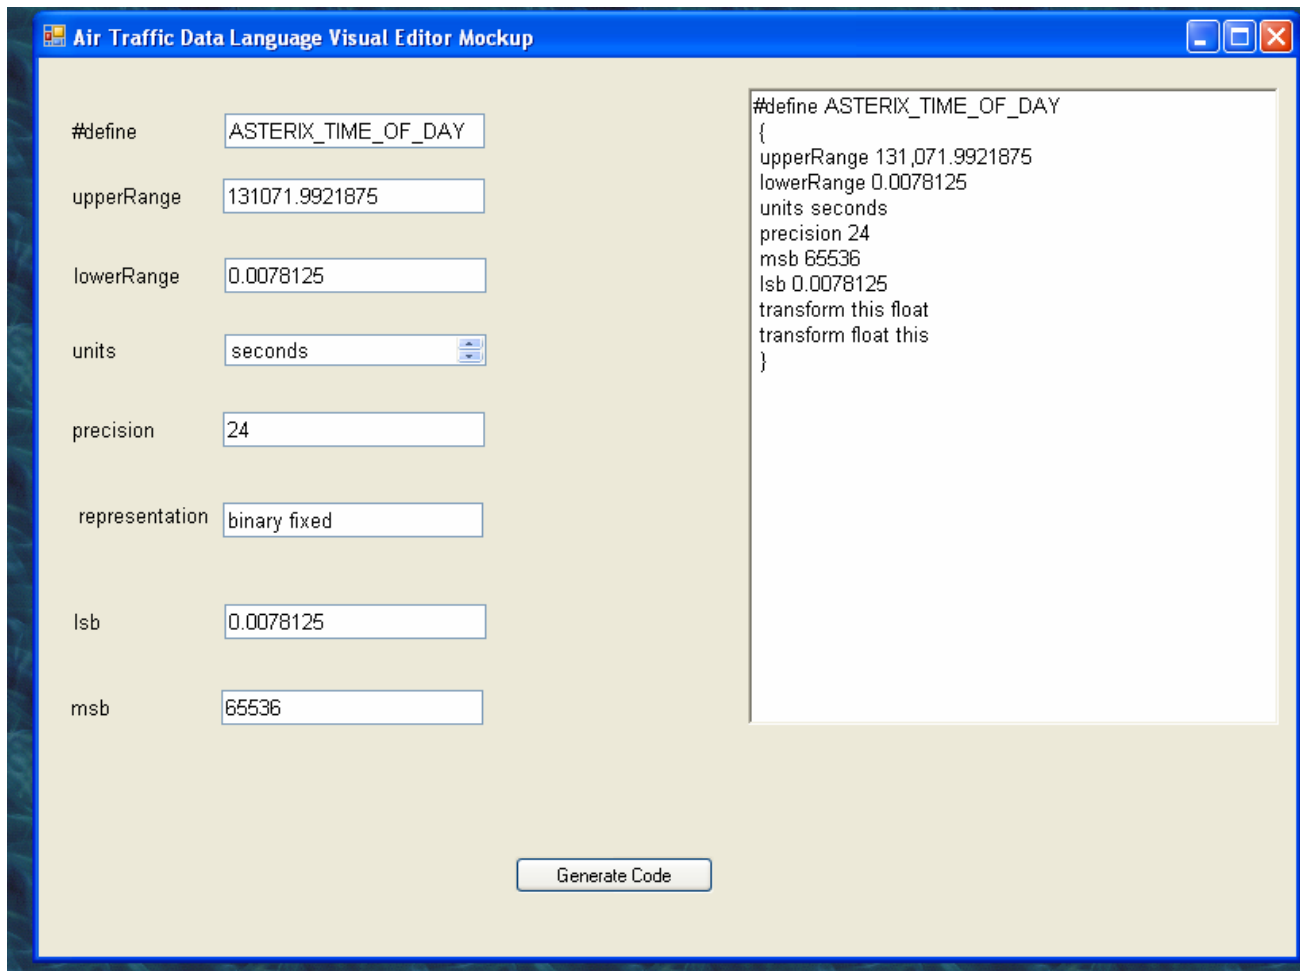 Air Traffic Data Language Visual Editor Mockup
#define ASTERIX_TIME_OF_DAY
upperRange 131071.9921875
lowerRange 0.0078125
units seconds
precision 24
representation binary fixed
lsb 0.0078125
msb 65536
#define ASTERIX_TIME_OF_DAY
{
upperRange 131,071.9921875
lowerRange 0.0078125
units seconds
precision 24
msb 65536
lsb 0.0078125
transform this float
transform float this
}
Generate Code